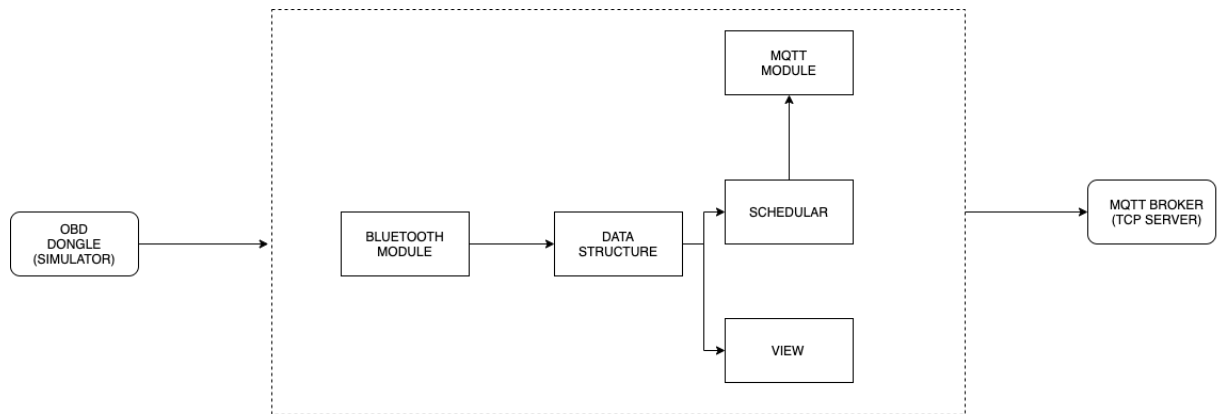 OBD
DONGLE
(SIMULATOR)
BLUETOOTH
MODULE
DATA
STRUCTURE
MQTT
MODULE
SCHEDULAR
VIEW
MQTT BROKER
(TCP SERVER)